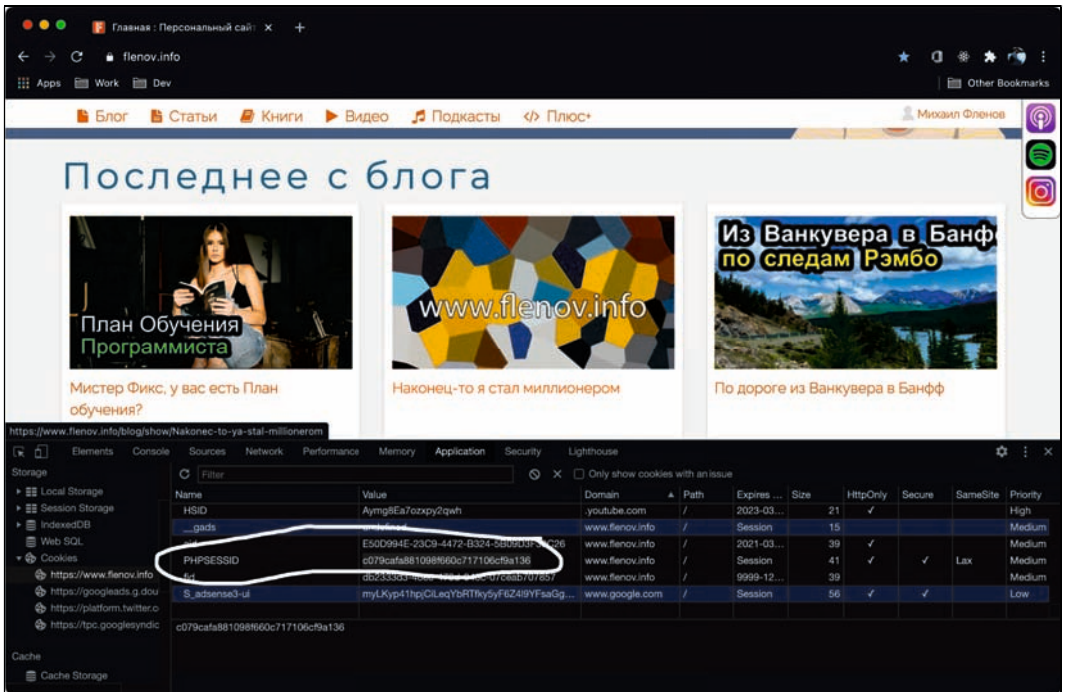 Главная : Персональный сайт
flenov.info
Apps Work Dev Other Bookmarks
Блог Статьи Книги Видео Подкасты </> Плюс+ Михаил Фленов
Последнее с блога
План Обучения
Программиста
www.flenov.info
Из Ванкувера в Банф
по следам Рэмбо
Мистер Фикс, у вас есть План
обучения?
Наконец-то я стал миллионером
По дороге из Ванкувера в Банфф
https://www.flenov.info/blog/show/Nakonec-to-ya-stal-millionerom
Elements Console Sources Network Performance Memory Application Security Lighthouse
Storage
Filter
Only show cookies with an issue
Local Storage
Session Storage
IndexedDB
Web SQL
Cookies
https://www.flenov.info
https://googleads.g.dou
https://platform.twitter.c
https://tpc.googlesyndic
Cache
Cache Storage
Name Value Domain Path Expires ... Size HttpOnly Secure SameSite Priority
HSID Aymg8Ea7ozxpy2qwh .youtube.com / 2023-03... 21 ✓ High
__gads undefined www.flenov.info / Session 15 Medium
E50D994E-23C9-4472-B324- www.flenov.info / 2021-03... 39 ✓ Medium
PHPSESSID c079cafa881098f660c717106cf9a136 www.flenov.info / Session 41 ✓ ✓ Lax Medium
fid www.flenov.info / 9999-12... 39 Medium
S_adsense3-ui www.google.com / Session 56 ✓ ✓ Low
c079cafa881098f660c717106cf9a136